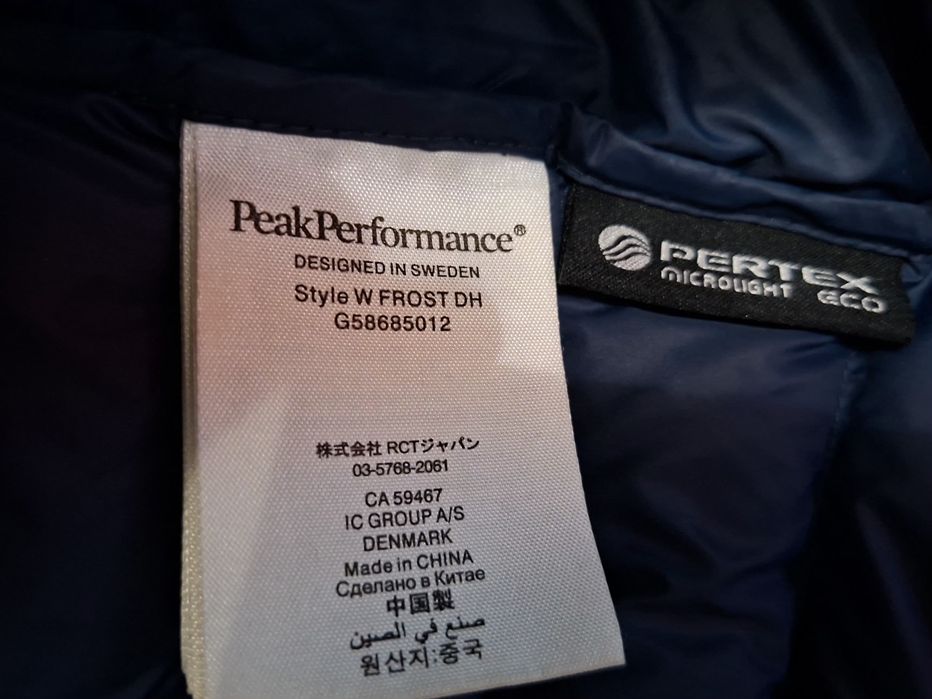 PeakPerformance®
DESIGNED IN SWEDEN
Style W FROST DH
G58685012
株式会社 RCTジャパン
03-5768-2061
CA 59467
IC GROUP A/S
DENMARK
Made in CHINA
Сделано в Китае
中国製
صنع في الصين
원산지:중국
PERTEX
MICROLIGHT ECO